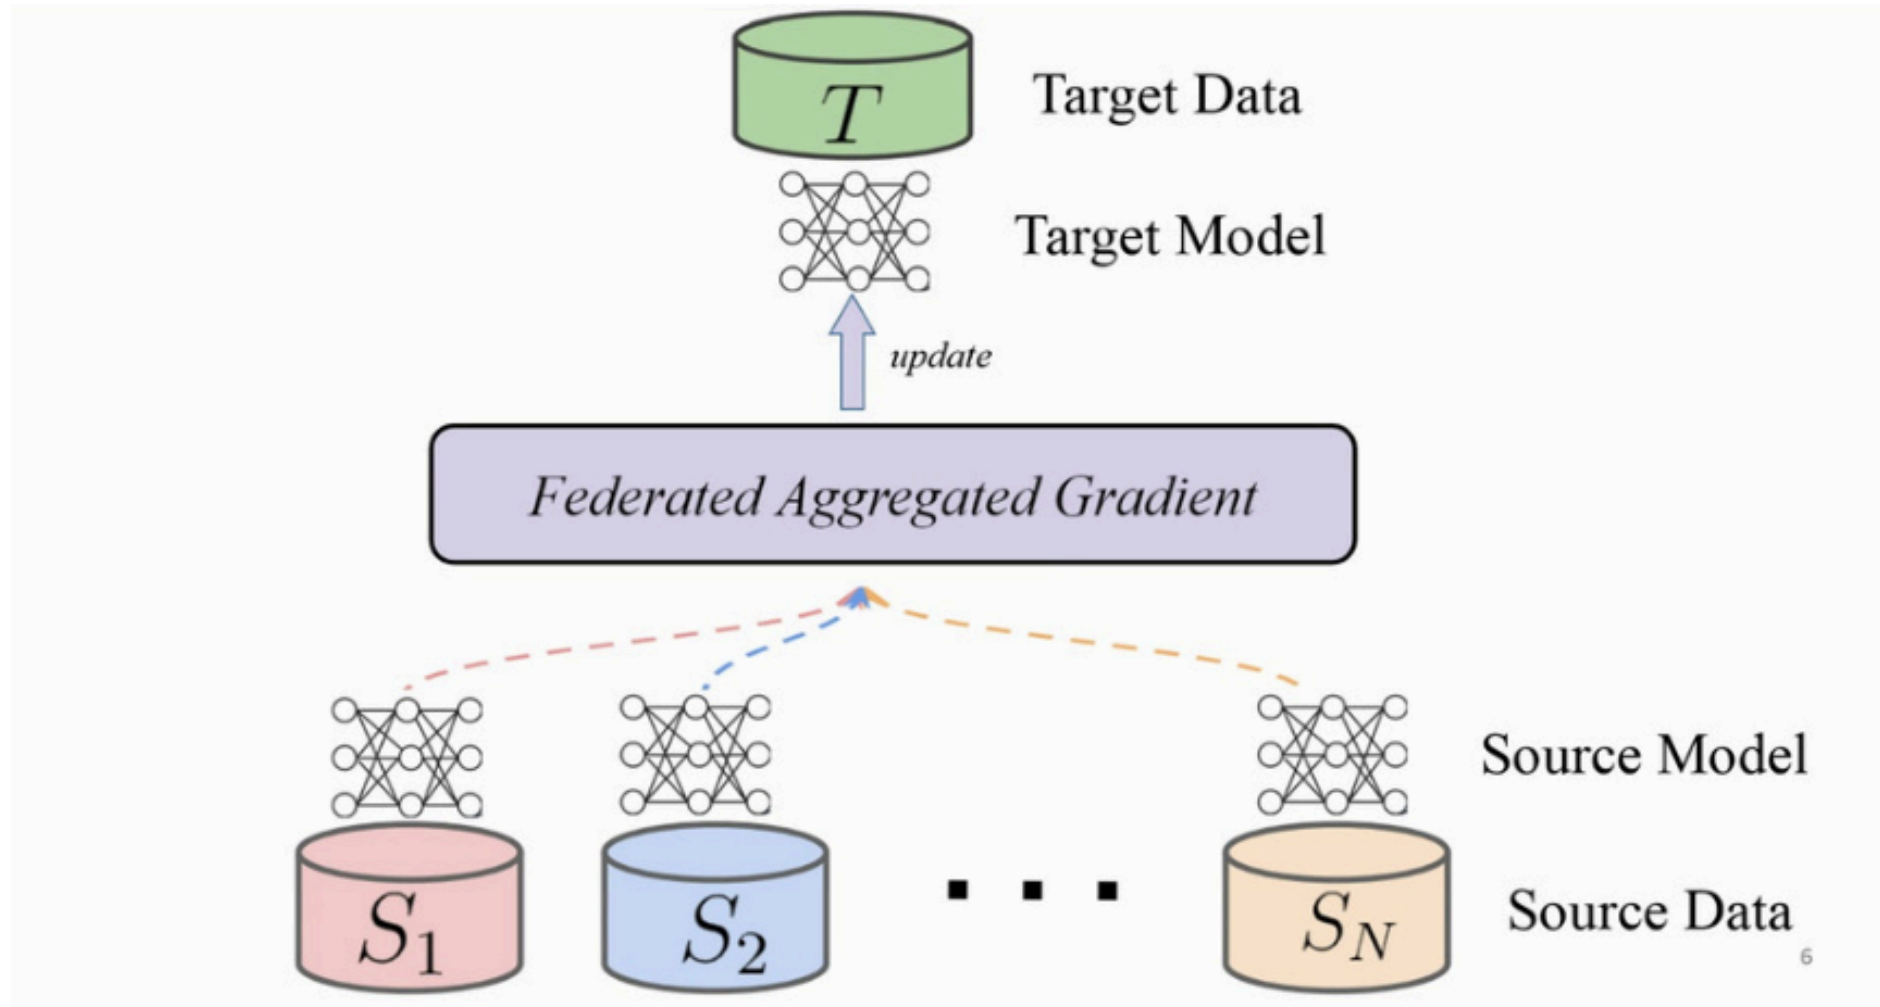 T
Target Data
Target Model
update
Federated Aggregated Gradient
Source Model
S1
S2
SN
Source Data
6